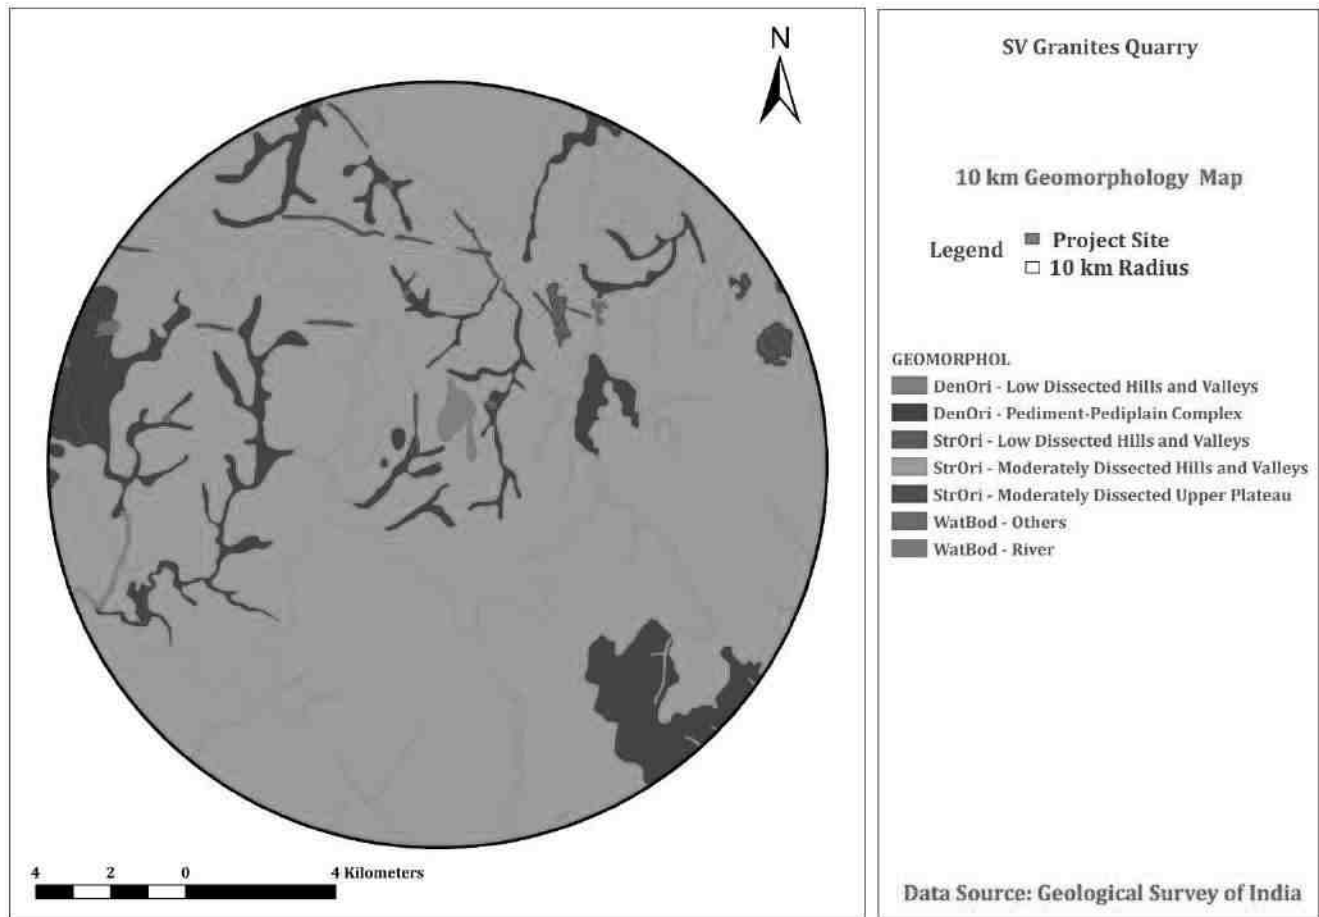 N
4 2 0 4 Kilometers
SV Granites Quarry
10 km Geomorphology Map
Legend
Project Site
10 km Radius
GEOMORPHOL
DenOri - Low Dissected Hills and Valleys
DenOri - Pediment-Pediplain Complex
StrOri - Low Dissected Hills and Valleys
StrOri - Moderately Dissected Hills and Valleys
StrOri - Moderately Dissected Upper Plateau
WatBod - Others
WatBod - River
Data Source: Geological Survey of India